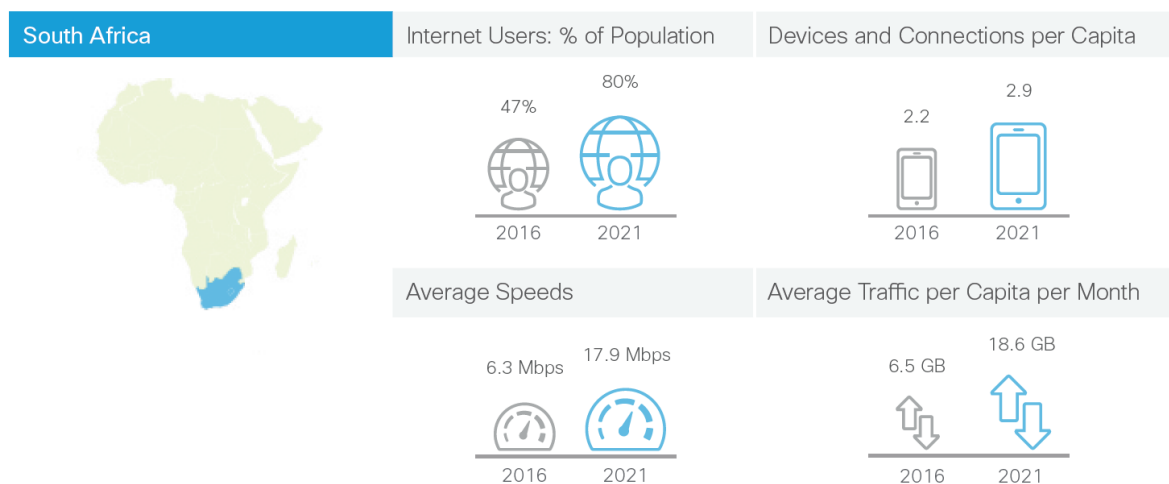 South Africa
Internet Users: % of Population
Devices and Connections per Capita
47%
80%
2016
2021
2.2
2.9
2016
2021
Average Speeds
Average Traffic per Capita per Month
6.3 Mbps
17.9 Mbps
2016
2021
6.5 GB
18.6 GB
2016
2021